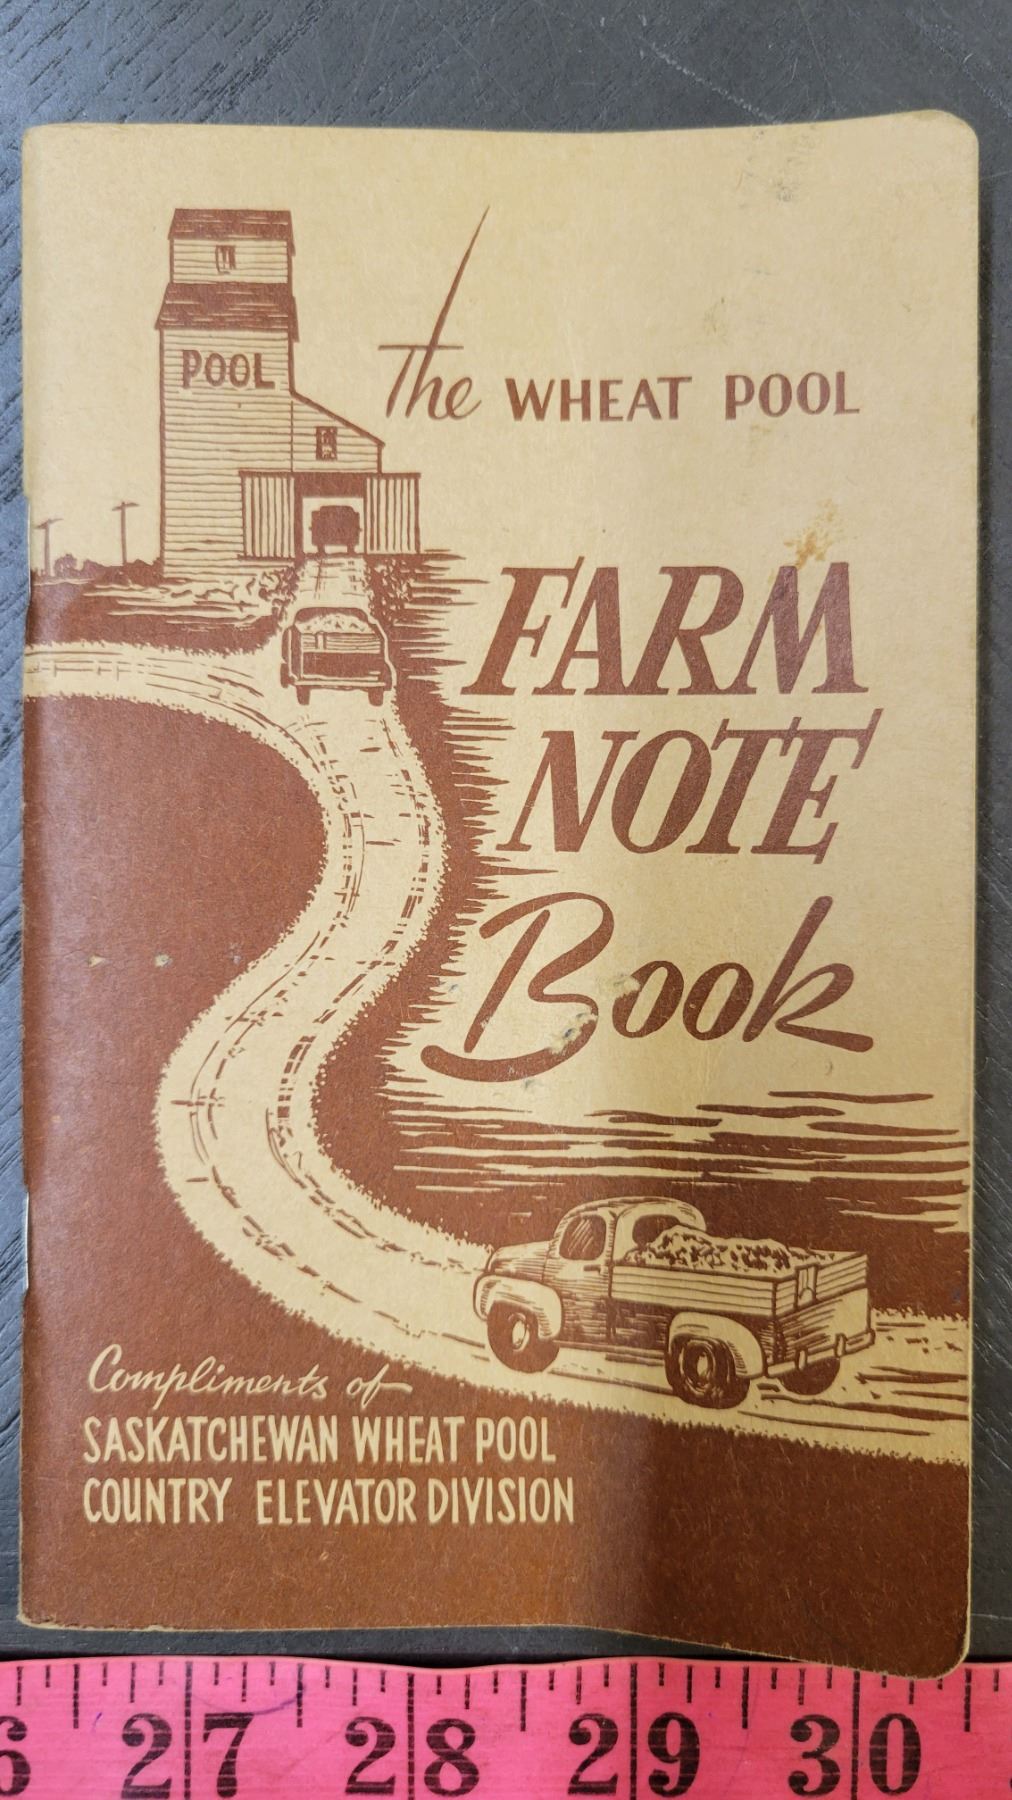 POOL
The WHEAT POOL
FARM
NOTE
Book
Compliments of
SASKATCHEWAN WHEAT POOL
COUNTRY ELEVATOR DIVISION
6 27 28 29 30